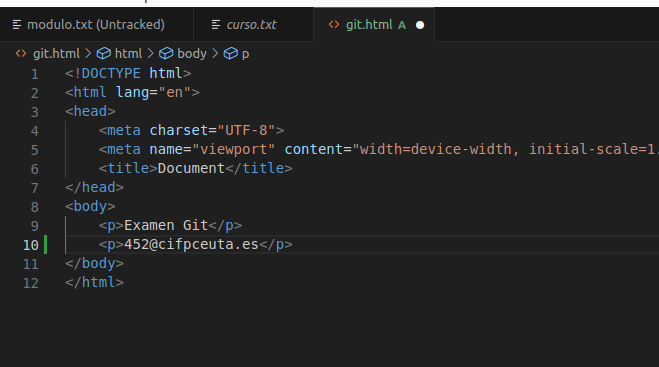 modulo.txt (Untracked) curso.txt git.html A
git.html > html > body > p
1 <!DOCTYPE html>
2 <html lang="en">
3 <head>
4 <meta charset="UTF-8">
5 <meta name="viewport" content="width=device-width, initial-scale=1.
6 <title>Document</title>
7 </head>
8 <body>
9 <p>Examen Git</p>
10 <p>452@cifpceuta.es</p>
11 </body>
12 </html>